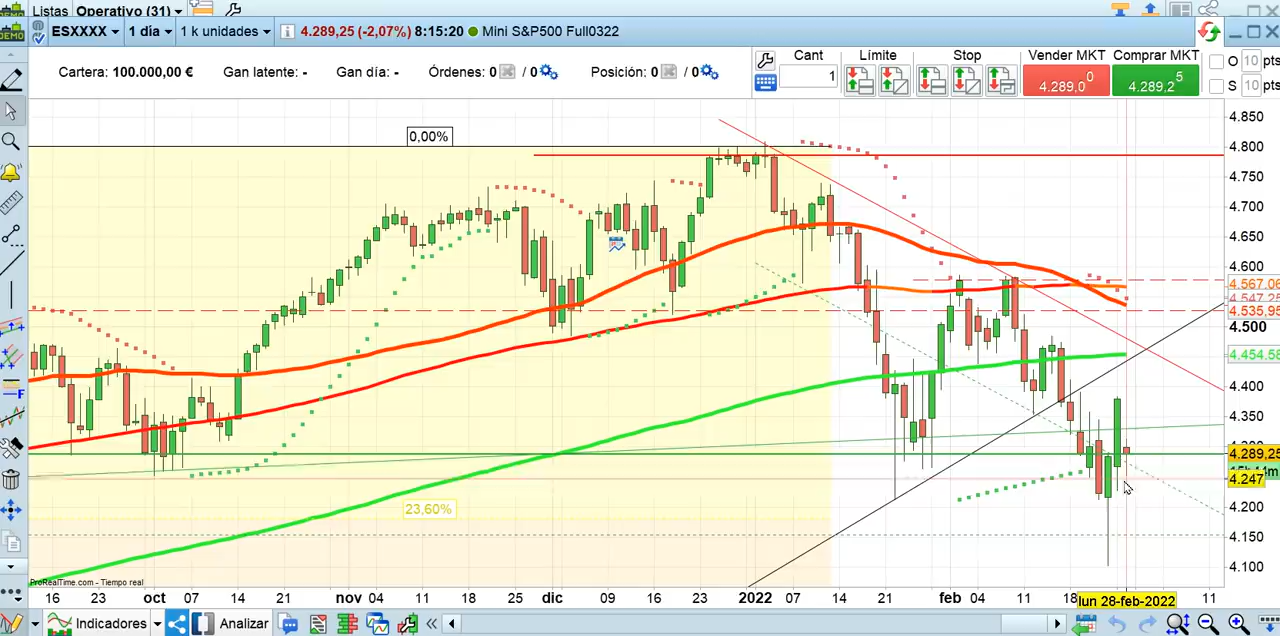 DEMO Listas Operativo (31)
DEMO ESXXXX 1 día 1 k unidades 4.289,25 (-2,07%) 8:15:20 Mini S&P500 Full0322
Cartera: 100.000,00 € Gan latente: - Gan día: - Órdenes: 0 / 0 Posición: 0 / 0 Cant Límite Stop Vender MKT Comprar MKT O 10 pts
1 4.289,0 0 4.289,2 5 S 10 pts
4.850
0,00%
4.800
4.750
4.700
4.650
4.600
4.567,06
4.547,25
4.535,95
4.500
4.454,58
4.400
4.350
4.289,25
4.247
23,60%
4.200
4.150
4.100
ProRealTime.com - Tiempo real
16 23 oct 07 14 21 nov 04 11 18 25 dic 09 16 23 2022 07 14 21 feb 04 11 18 lun 28-feb-2022 11
Indicadores Analizar